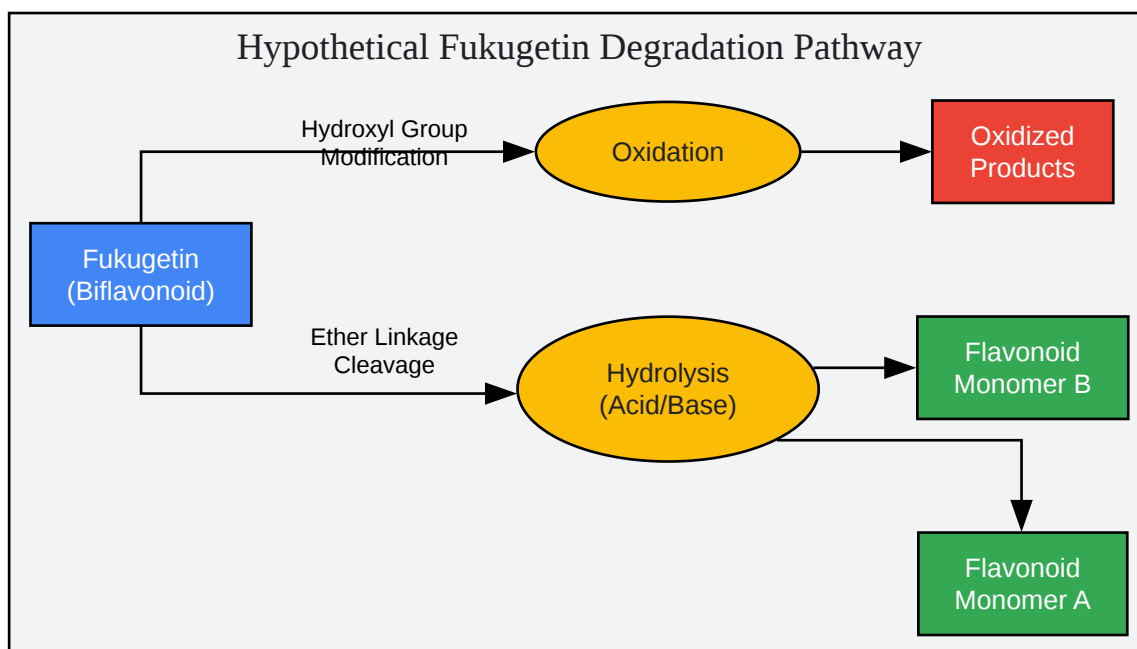 Hypothetical Fukugetin Degradation Pathway
Hydroxyl Group
Modification
Oxidation
Oxidized
Products
Fukugetin
(Biflavonoid)
Ether Linkage
Cleavage
Hydrolysis
(Acid/Base)
Flavonoid
Monomer B
Flavonoid
Monomer A